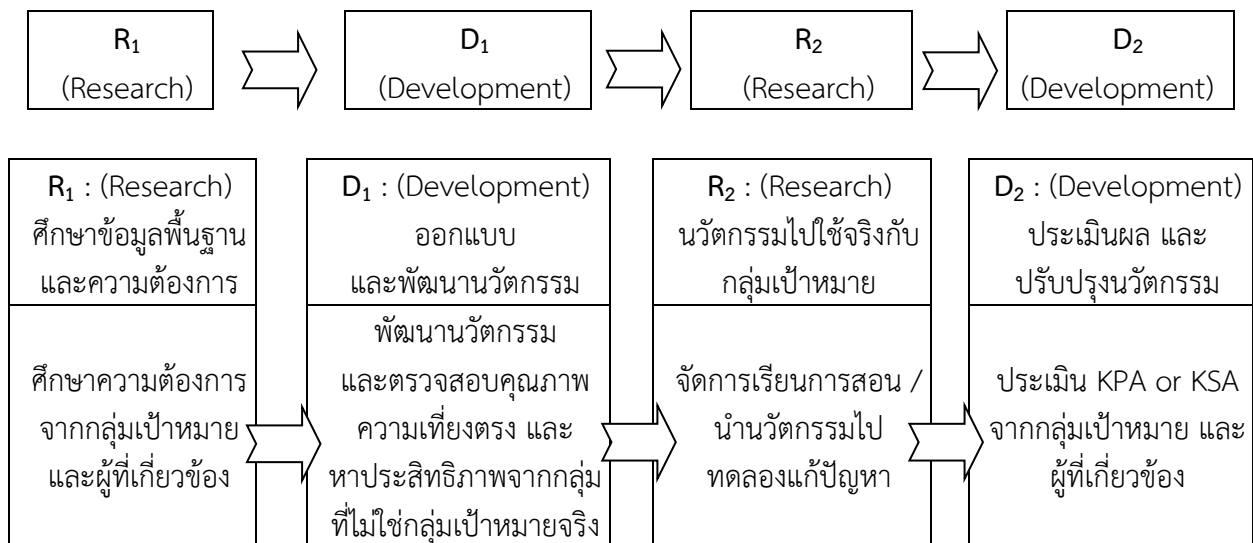 R₁
(Research)
D₁
(Development)
R₂
(Research)
D₂
(Development)
R₁ : (Research)
ศึกษาข้อมูลพื้นฐาน
และความต้องการ
ศึกษาความต้องการ
จากกลุ่มเป้าหมาย
และผู้ที่เกี่ยวข้อง
D₁ : (Development)
ออกแบบ
และพัฒนานวัตกรรม
พัฒนานวัตกรรม
และตรวจสอบคุณภาพ
ความเที่ยงตรง และ
หาประสิทธิภาพจากกลุ่ม
ที่ไม่ใช่กลุ่มเป้าหมายจริง
R₂ : (Research)
นวัตกรรมไปใช้จริงกับ
กลุ่มเป้าหมาย
จัดการเรียนการสอน /
นำนวัตกรรมไป
ทดลองแก้ปัญหา
D₂ : (Development)
ประเมินผล และ
ปรับปรุงนวัตกรรม
ประเมิน KPA or KSA
จากกลุ่มเป้าหมาย และ
ผู้ที่เกี่ยวข้อง